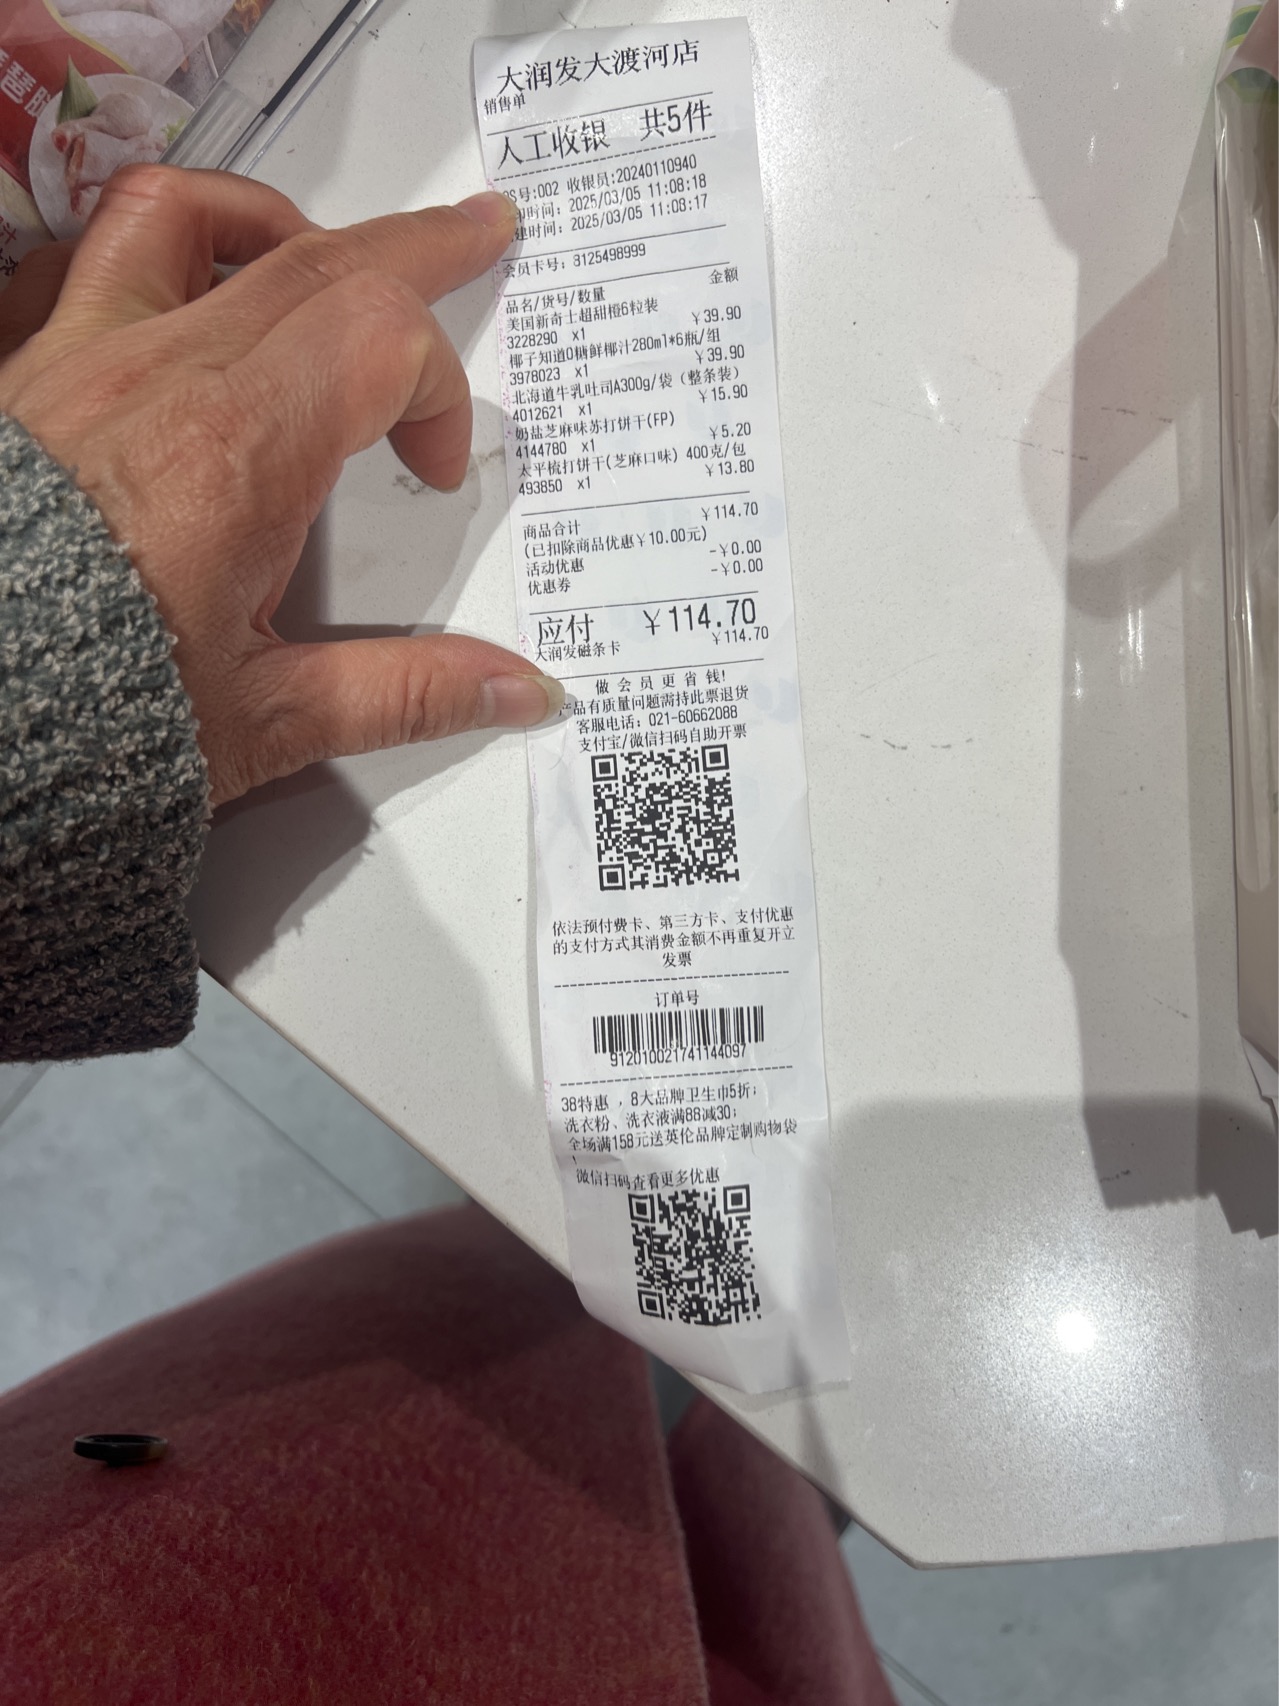 大润发大渡河店
销售单
人工收银 共5件
S号:002 收银员:20240110940
印时间: 2025/03/05 11:08:18
建时间: 2025/03/05 11:08:17
会员卡号: 3125498999
品名/货号/数量 金额
美国新奇士超甜橙6粒装
3228290 x1 ￥39.90
椰子知道0糖鲜椰汁280ml*6瓶/组
3978023 x1 ￥39.90
北海道牛乳吐司A300g/袋（整条装）
4012621 x1 ￥15.90
奶盐芝麻味苏打饼干(FP)
4144780 x1 ￥5.20
太平梳打饼干(芝麻口味) 400克/包
493850 x1 ￥13.80
商品合计 ￥114.70
(已扣除商品优惠￥10.00元)
活动优惠 -￥0.00
优惠券 -￥0.00
应付 ￥114.70
大润发磁条卡 ￥114.70
做 会 员 更 省 钱!
产品有质量问题需持此票退货
客服电话: 021-60662088
支付宝/微信扫码自助开票
依法预付费卡、第三方卡、支付优惠
的支付方式其消费金额不再重复开立
发票
订单号
912010021741144097
38特惠 ，8大品牌卫生巾5折;
洗衣粉、洗衣液满88减30;
全场满158元送英伦品牌定制购物袋
!
微信扫码查看更多优惠